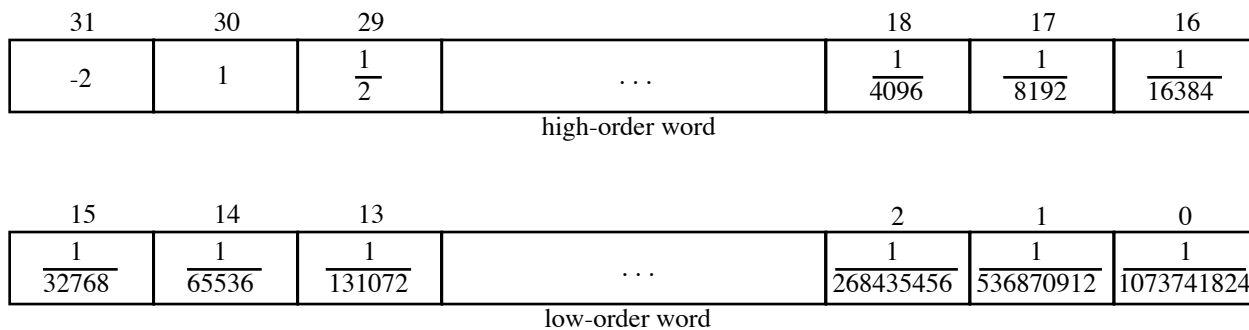 31 30 29 18 17 16
-2 1 1/2 . . . 1/4096 1/8192 1/16384
high-order word
15 14 13 2 1 0
1/32768 1/65536 1/131072 . . . 1/268435456 1/536870912 1/1073741824
low-order word